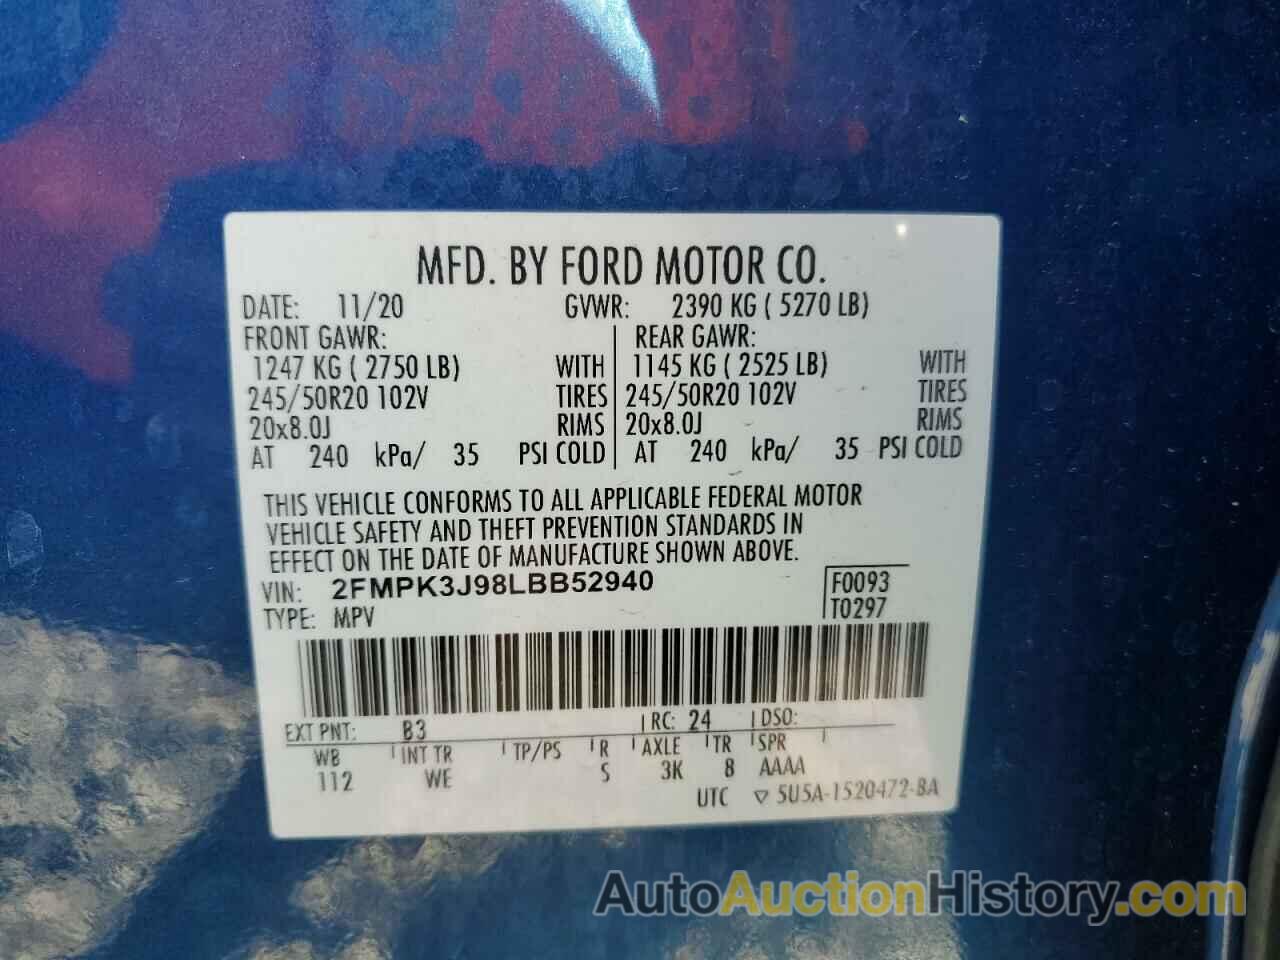 MFD. BY FORD MOTOR CO.
DATE: 11/20 GVWR: 2390 KG ( 5270 LB)
FRONT GAWR: REAR GAWR:
1247 KG ( 2750 LB) WITH 1145 KG ( 2525 LB) WITH
245/50R20 102V TIRES 245/50R20 102V TIRES
20x8.0J RIMS 20x8.0J RIMS
AT 240 kPa/ 35 PSI COLD AT 240 kPa/ 35 PSI COLD
THIS VEHICLE CONFORMS TO ALL APPLICABLE FEDERAL MOTOR
VEHICLE SAFETY AND THEFT PREVENTION STANDARDS IN
EFFECT ON THE DATE OF MANUFACTURE SHOWN ABOVE.
VIN: 2FMPK3J98LBB52940 F0093
TYPE: MPV T0297
EXT PNT: B3 RC: 24 DSO:
WB INT TR TP/PS R AXLE TR SPR
112 WE S 3K 8 AAAA
UTC ▽ 5U5A-1520472-BA
AutoAuctionHistory.com